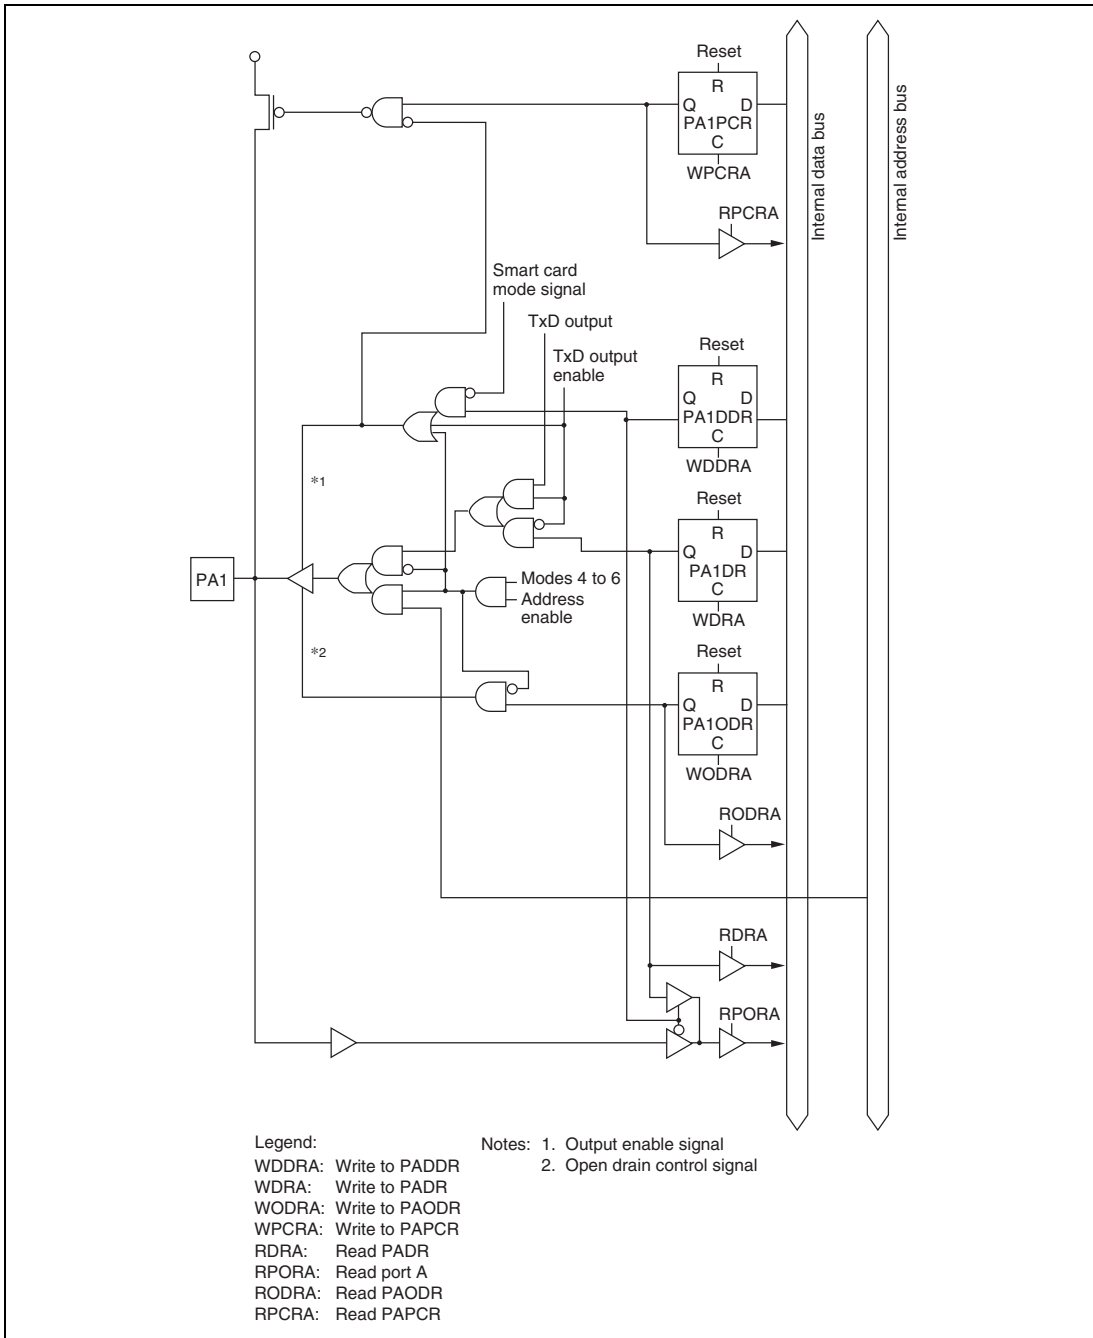 Reset
R
Q D
PA1PCR
C
WPCRA
Internal data bus
Internal address bus
RPCRA
Smart card
mode signal
TxD output
TxD output
enable
Reset
R
Q D
PA1DDR
C
WDDRA
*1
Reset
R
Q D
PA1DR
C
WDRA
PA1
Modes 4 to 6
Address
enable
*2
Reset
R
Q D
PA1ODR
C
WODRA
RODRA
RDRA
RPORA
Legend:
WDDRA: Write to PADDR
WDRA: Write to PADR
WODRA: Write to PAODR
WPCRA: Write to PAPCR
RDRA: Read PADR
RPORA: Read port A
RODRA: Read PAODR
RPCRA: Read PAPCR
Notes: 1. Output enable signal
2. Open drain control signal